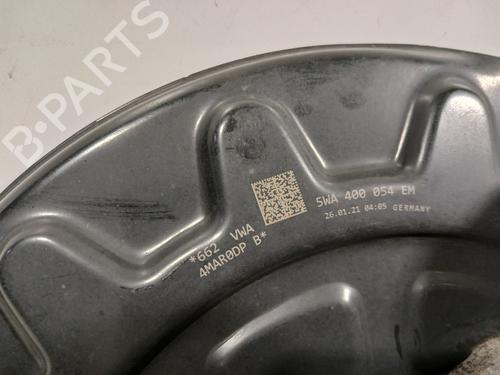 B-PARTS
5WA 400 054 EM
26.01.21 04:05 GERMANY
*662 VWA
4MAR0DP B*